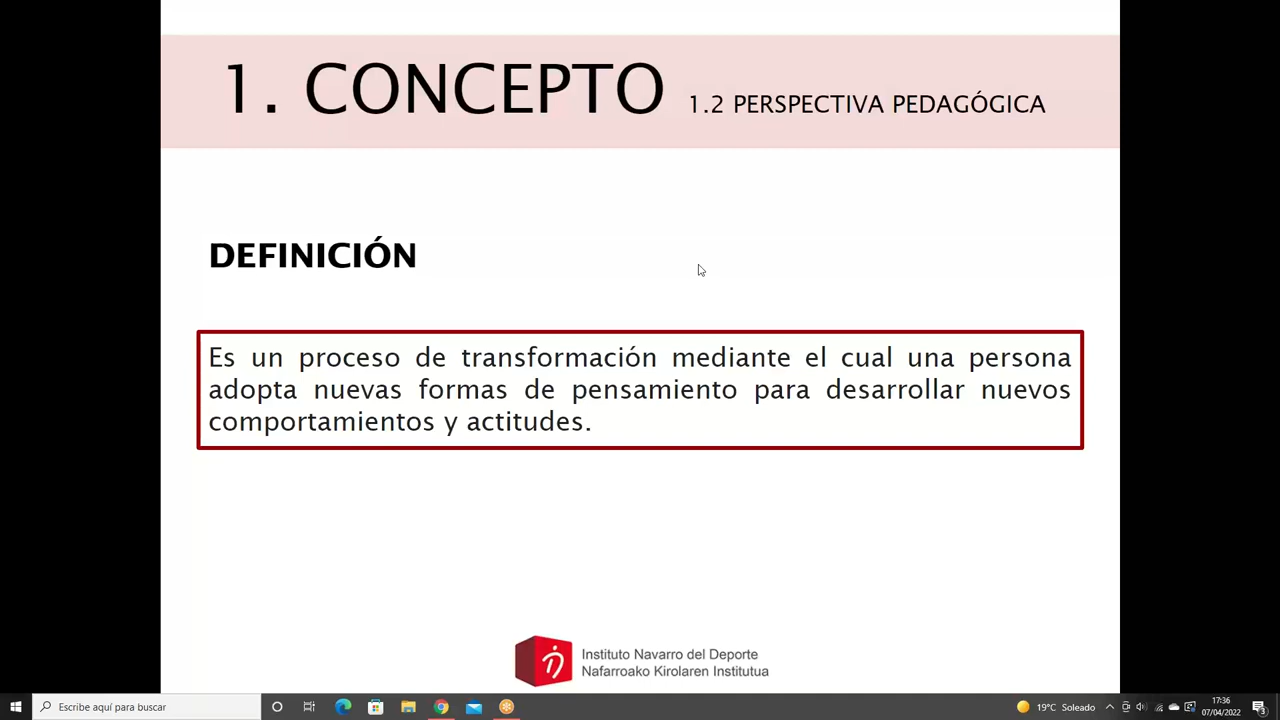 1. CONCEPTO 1.2 PERSPECTIVA PEDAGÓGICA
DEFINICIÓN
Es un proceso de transformación mediante el cual una persona
adopta nuevas formas de pensamiento para desarrollar nuevos
comportamientos y actitudes.
Instituto Navarro del Deporte
Nafarroako Kirolaren Institutua
Escribe aquí para buscar
19°C Soleado
17:36
07/04/2022
3